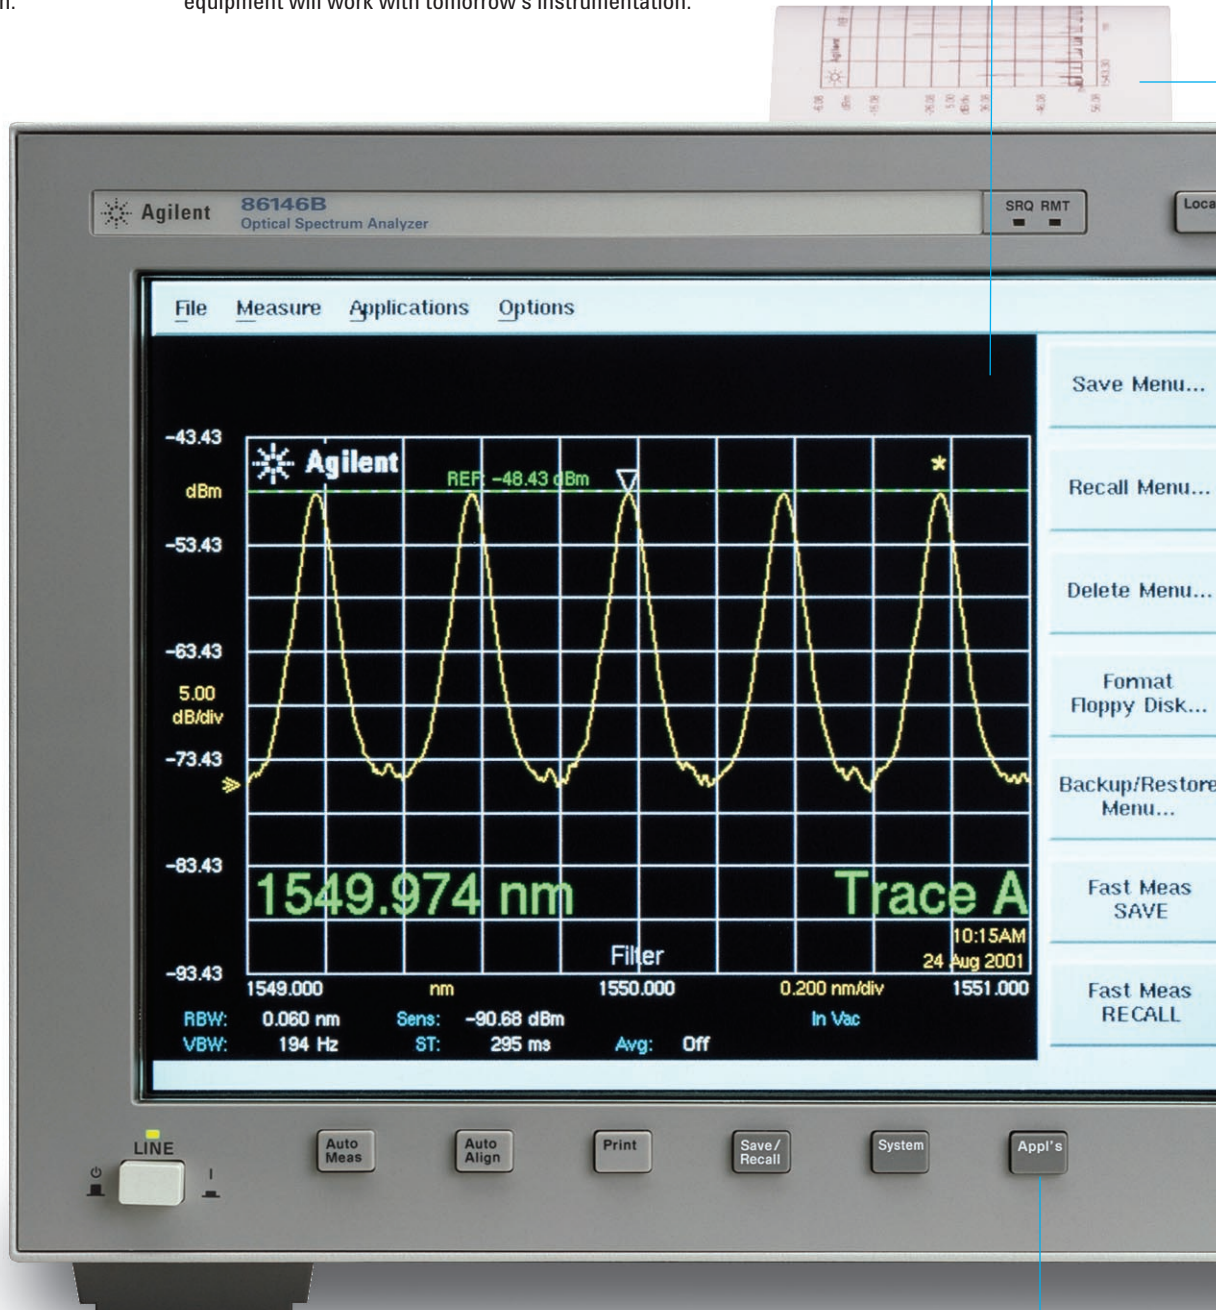 equipment will work with tomorrow's instrumentation.
Agilent
86146B
Optical Spectrum Analyzer
SRQ RMT
File Measure Applications Options
Save Menu...
Recall Menu...
Delete Menu...
Format
Floppy Disk...
Backup/Restore
Menu...
Fast Meas
SAVE
Fast Meas
RECALL
-43.43
dBm
-53.43
-63.43
5.00
dB/div
-73.43
-83.43
-93.43
Agilent
REF: -48.43 dBm
*
1549.974 nm
Trace A
10:15AM
Filter
24 Aug 2001
1549.000 nm 1550.000 0.200 nm/div 1551.000
RBW: 0.060 nm Sens: -90.68 dBm In Vac
VBW: 194 Hz ST: 295 ms Avg: Off
LINE
Auto
Meas
Auto
Align
Print
Save/
Recall
System
Appl's